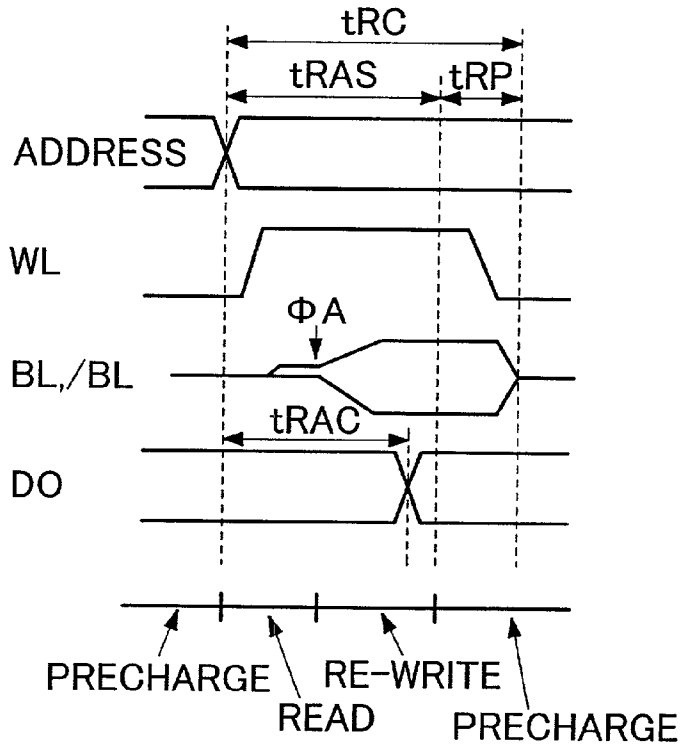 tRC
tRAS tRP
ADDRESS
WL
ΦA
BL,/BL
tRAC
DO
PRECHARGE RE-WRITE
READ PRECHARGE